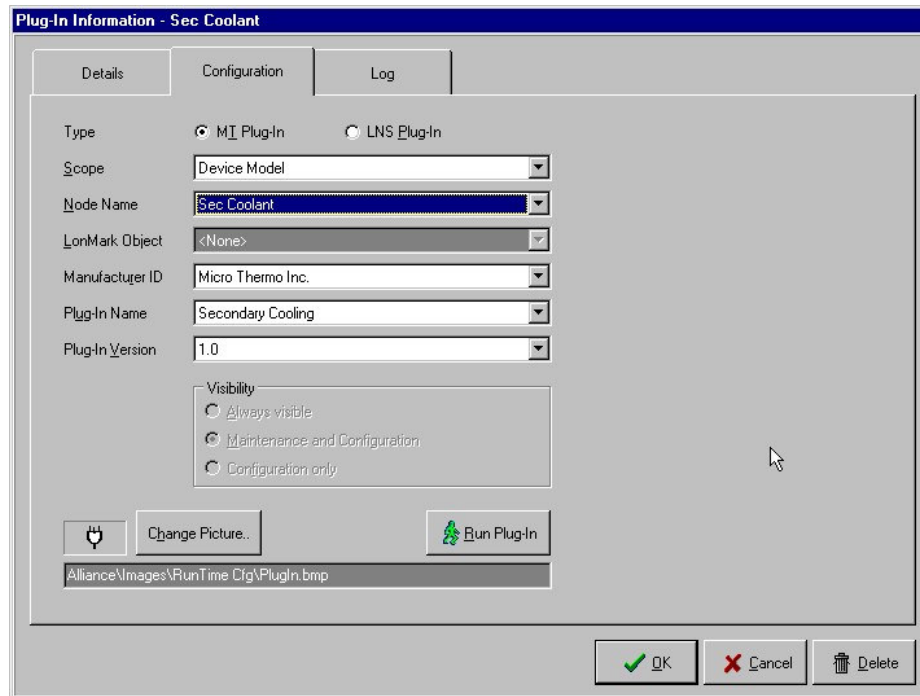 Plug-In Information - Sec Coolant
Details Configuration Log
Type MT Plug-In LNS Plug-In
Scope Device Model
Node Name Sec Coolant
LonMark Object <None>
Manufacturer ID Micro Thermo Inc.
Plug-In Name Secondary Cooling
Plug-In Version 1.0
Visibility
Always visible
Maintenance and Configuration
Configuration only
Change Picture.. Run Plug-In
Alliance\Images\RunTime Cfg\PlugIn.bmp
OK Cancel Delete